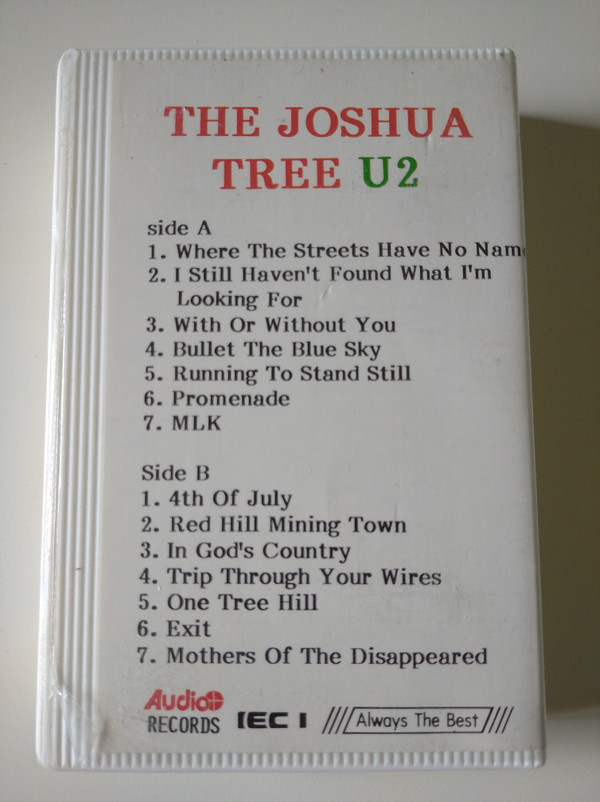 THE JOSHUA
TREE U2
side A
1. Where The Streets Have No Nam
2. I Still Haven't Found What I'm
Looking For
3. With Or Without You
4. Bullet The Blue Sky
5. Running To Stand Still
6. Promenade
7. MLK
Side B
1. 4th Of July
2. Red Hill Mining Town
3. In God's Country
4. Trip Through Your Wires
5. One Tree Hill
6. Exit
7. Mothers Of The Disappeared
Audio
RECORDS IEC I Always The Best